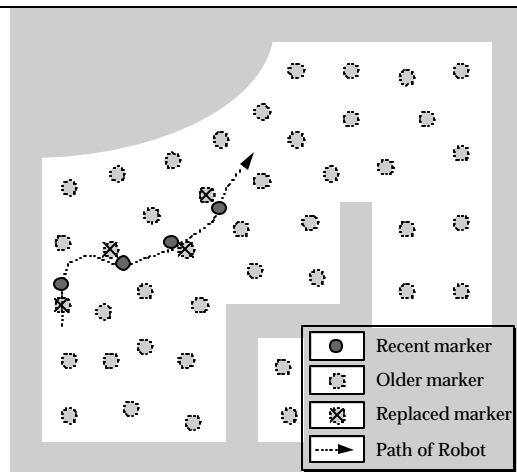 Recent marker
Older marker
Replaced marker
Path of Robot